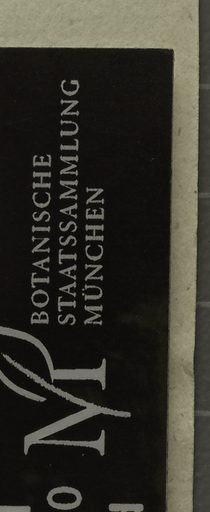 BOTANISCHE
STAATSSAMMLUNG
MÜNCHEN
M